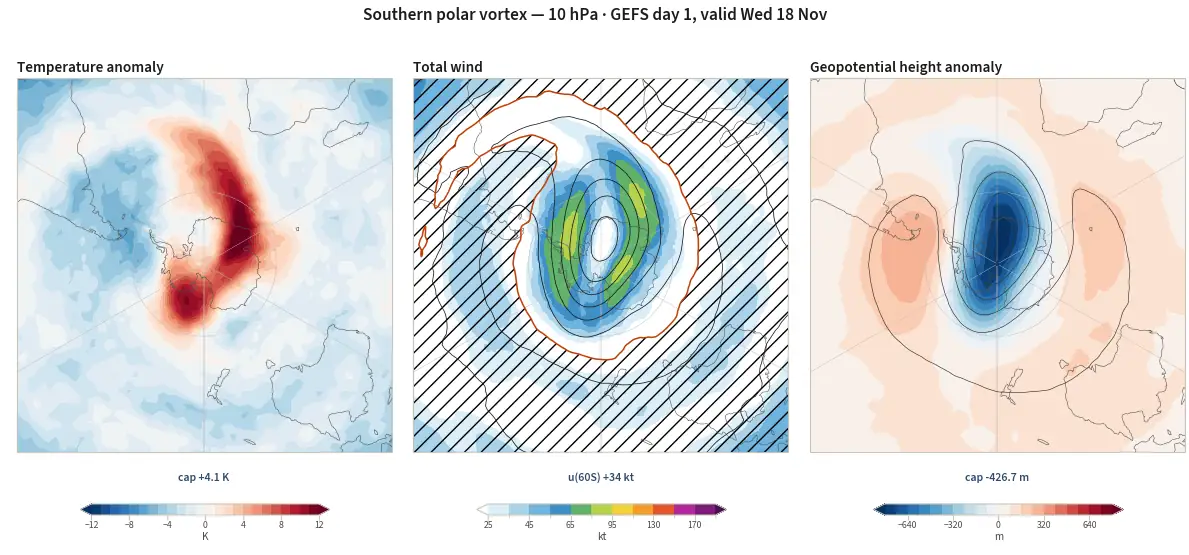 Southern polar vortex — 10 hPa · GEFS day 1, valid Wed 18 Nov
Temperature anomaly
Total wind
Geopotential height anomaly
cap +4.1 K
u(60S) +34 kt
cap -426.7 m
−12 −8 −4 0 4 8 12
K
25 45 65 95 130 170
kt
−640 −320 0 320 640
m